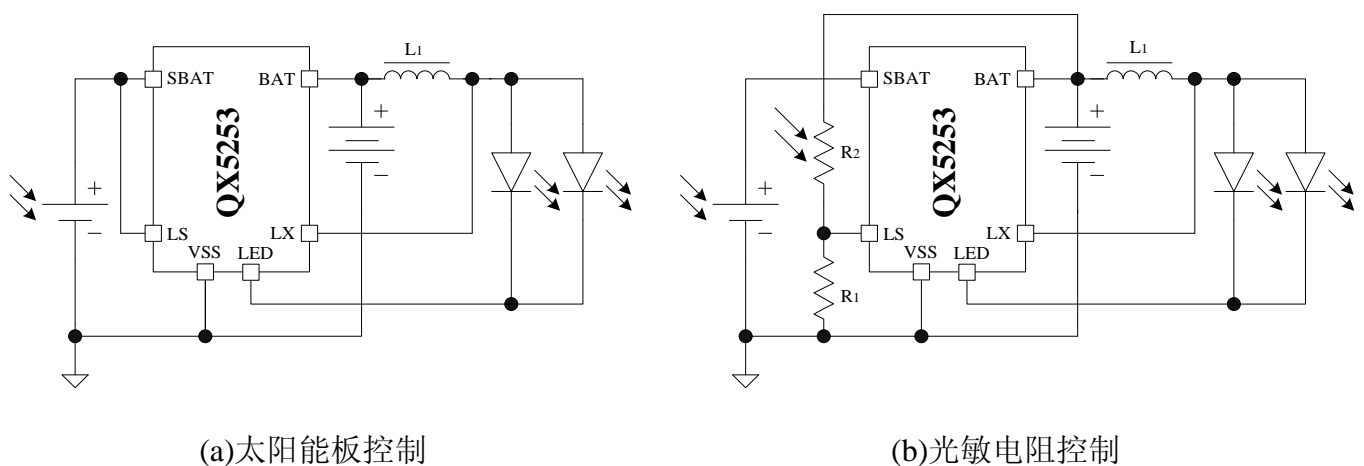 L1
SBAT
BAT
QX5253
+
+
−
−
LS
LX
VSS
LED
(a)太阳能板控制
L1
SBAT
BAT
QX5253
+
R2
+
−
−
LS
LX
VSS
LED
R1
(b)光敏电阻控制